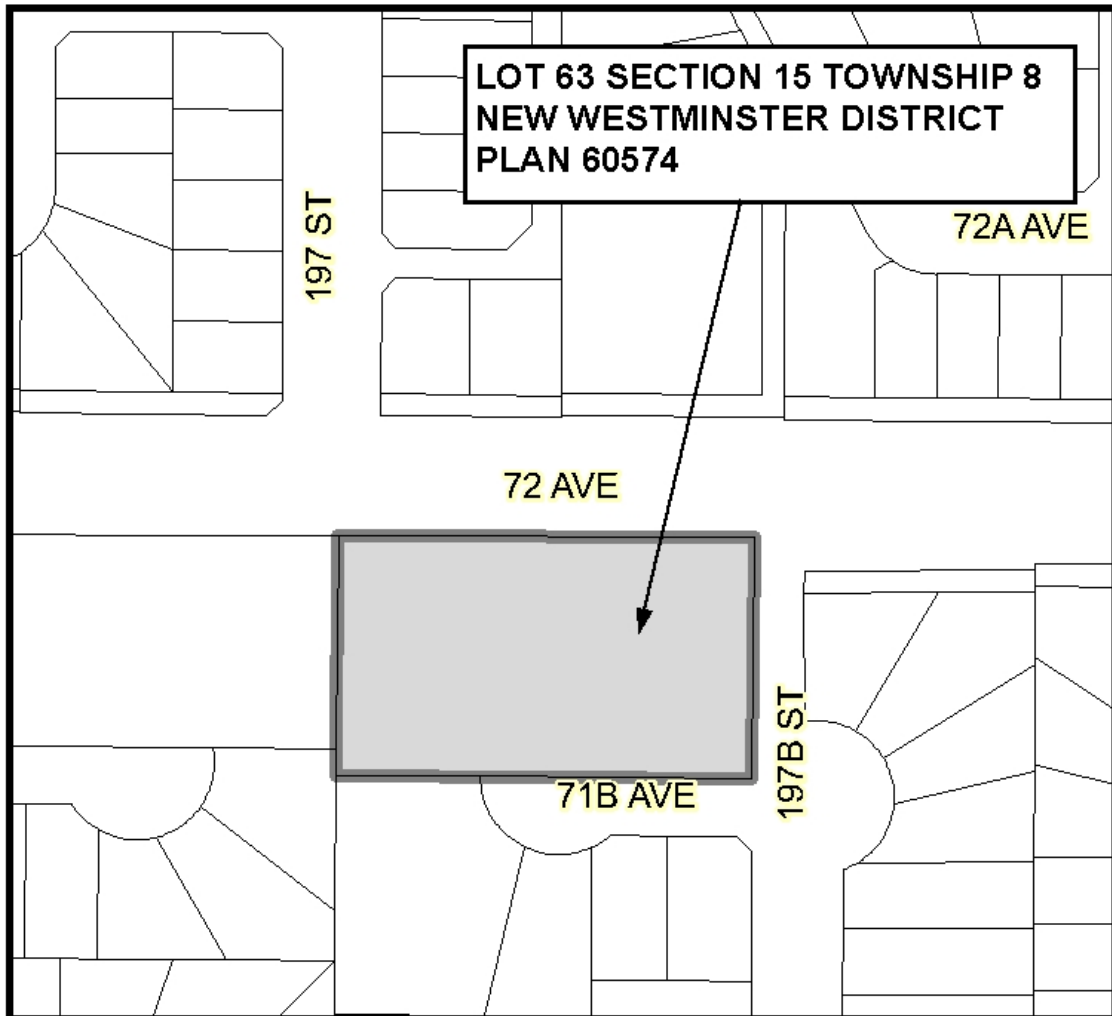 LOT 63 SECTION 15 TOWNSHIP 8
NEW WESTMINSTER DISTRICT
PLAN 60574
197 ST
72A AVE
72 AVE
197B ST
71B AVE